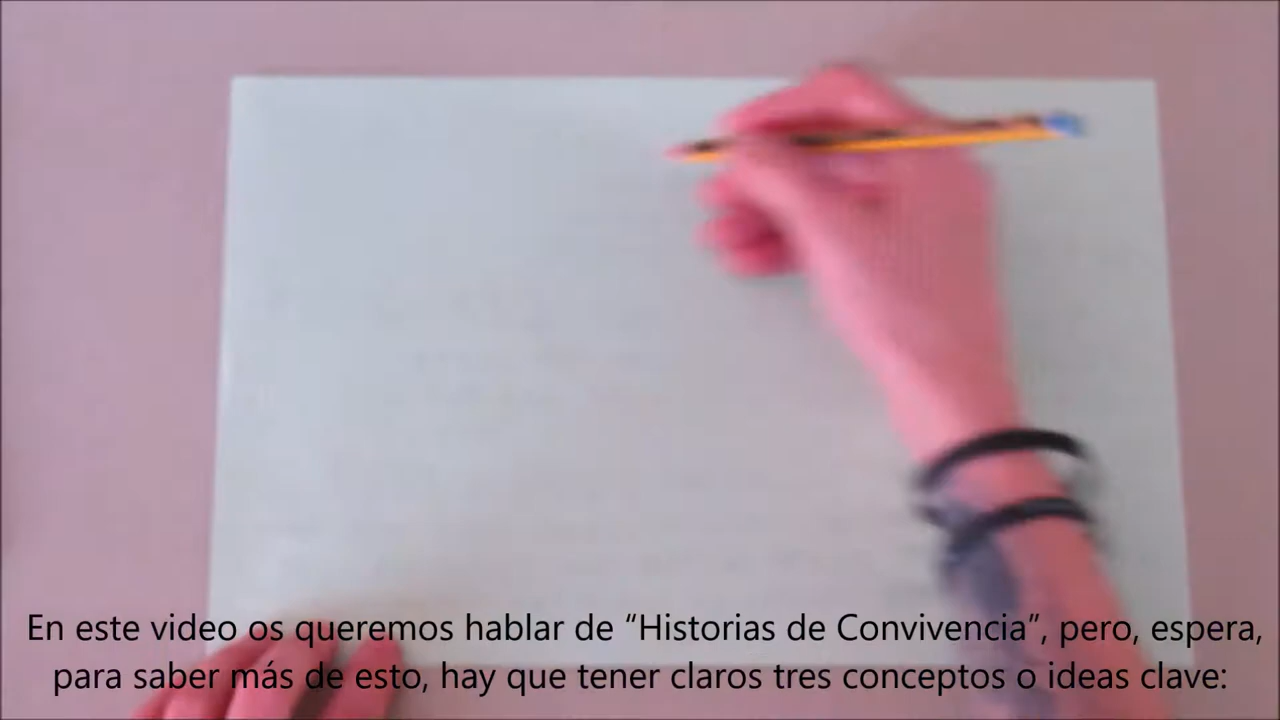 En este video os queremos hablar de “Historias de Convivencia”, pero, espera,
para saber más de esto, hay que tener claros tres conceptos o ideas clave: